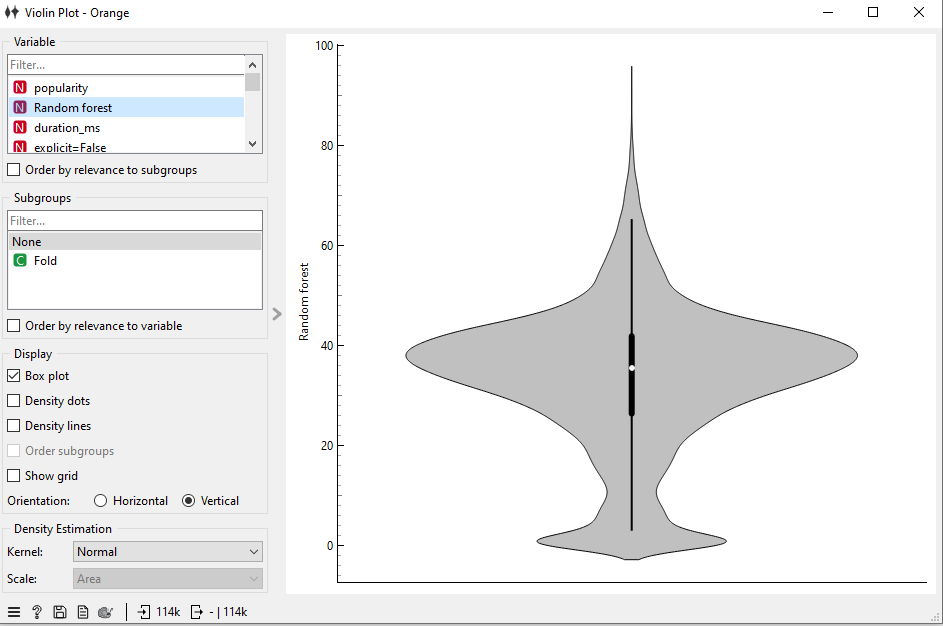 Violin Plot - Orange
Variable
Filter...
N popularity
N Random forest
N duration_ms
N explicit=False
Order by relevance to subgroups
Subgroups
Filter...
None
C Fold
Order by relevance to variable
Display
Box plot
Density dots
Density lines
Order subgroups
Show grid
Orientation: Horizontal Vertical
Density Estimation
Kernel: Normal
Scale: Area
? 114k - | 114k
100
80
60
40
20
0
Random forest